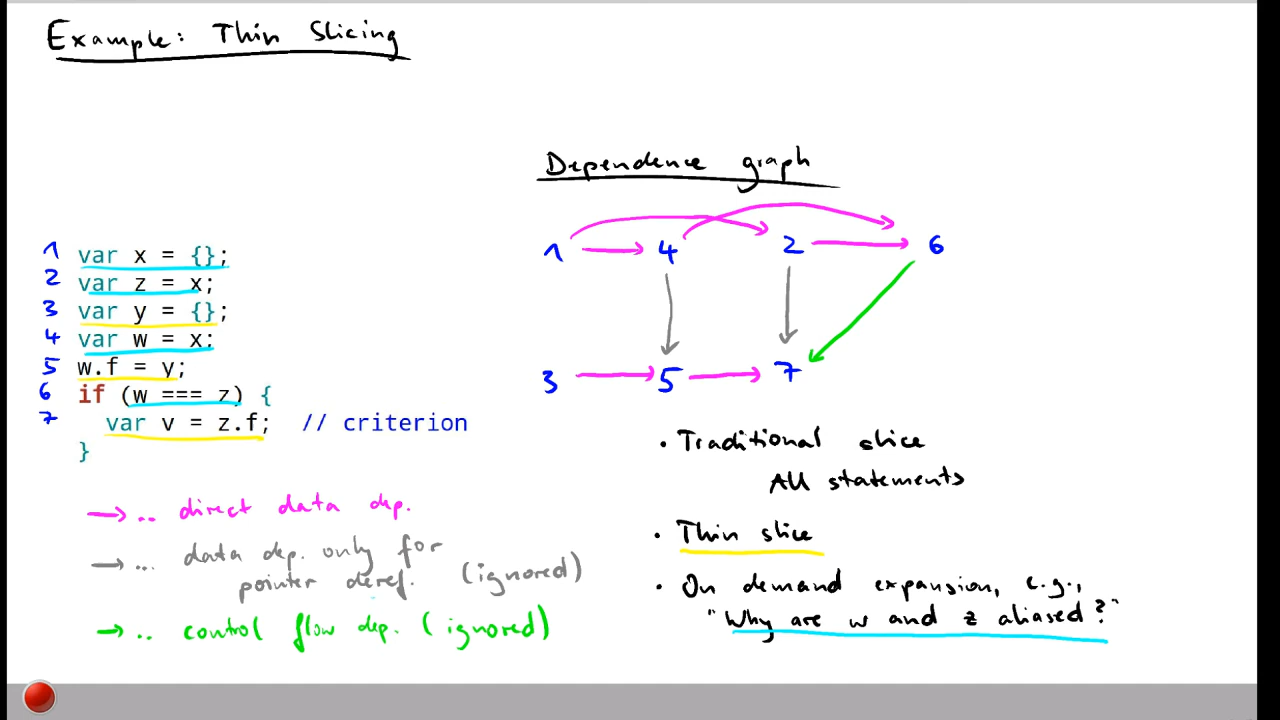 Example: Thin Slicing
Dependence graph
1 4 2 6
3 5 7
1 var x = {};
2 var z = x;
3 var y = {};
4 var w = x;
5 w.f = y;
6 if (w === z) {
7 var v = z.f; // criterion
}
→ .. direct data dep.
→ ... data dep. only for
pointer deref. (ignored)
→ .. control flow dep. (ignored)
• Traditional slice
All statements
• Thin slice
• On demand expansion, e.g.,
"Why are w and z aliased?"